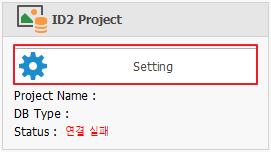 ID2 Project
Setting
Project Name :
DB Type :
Status : 연결 실패